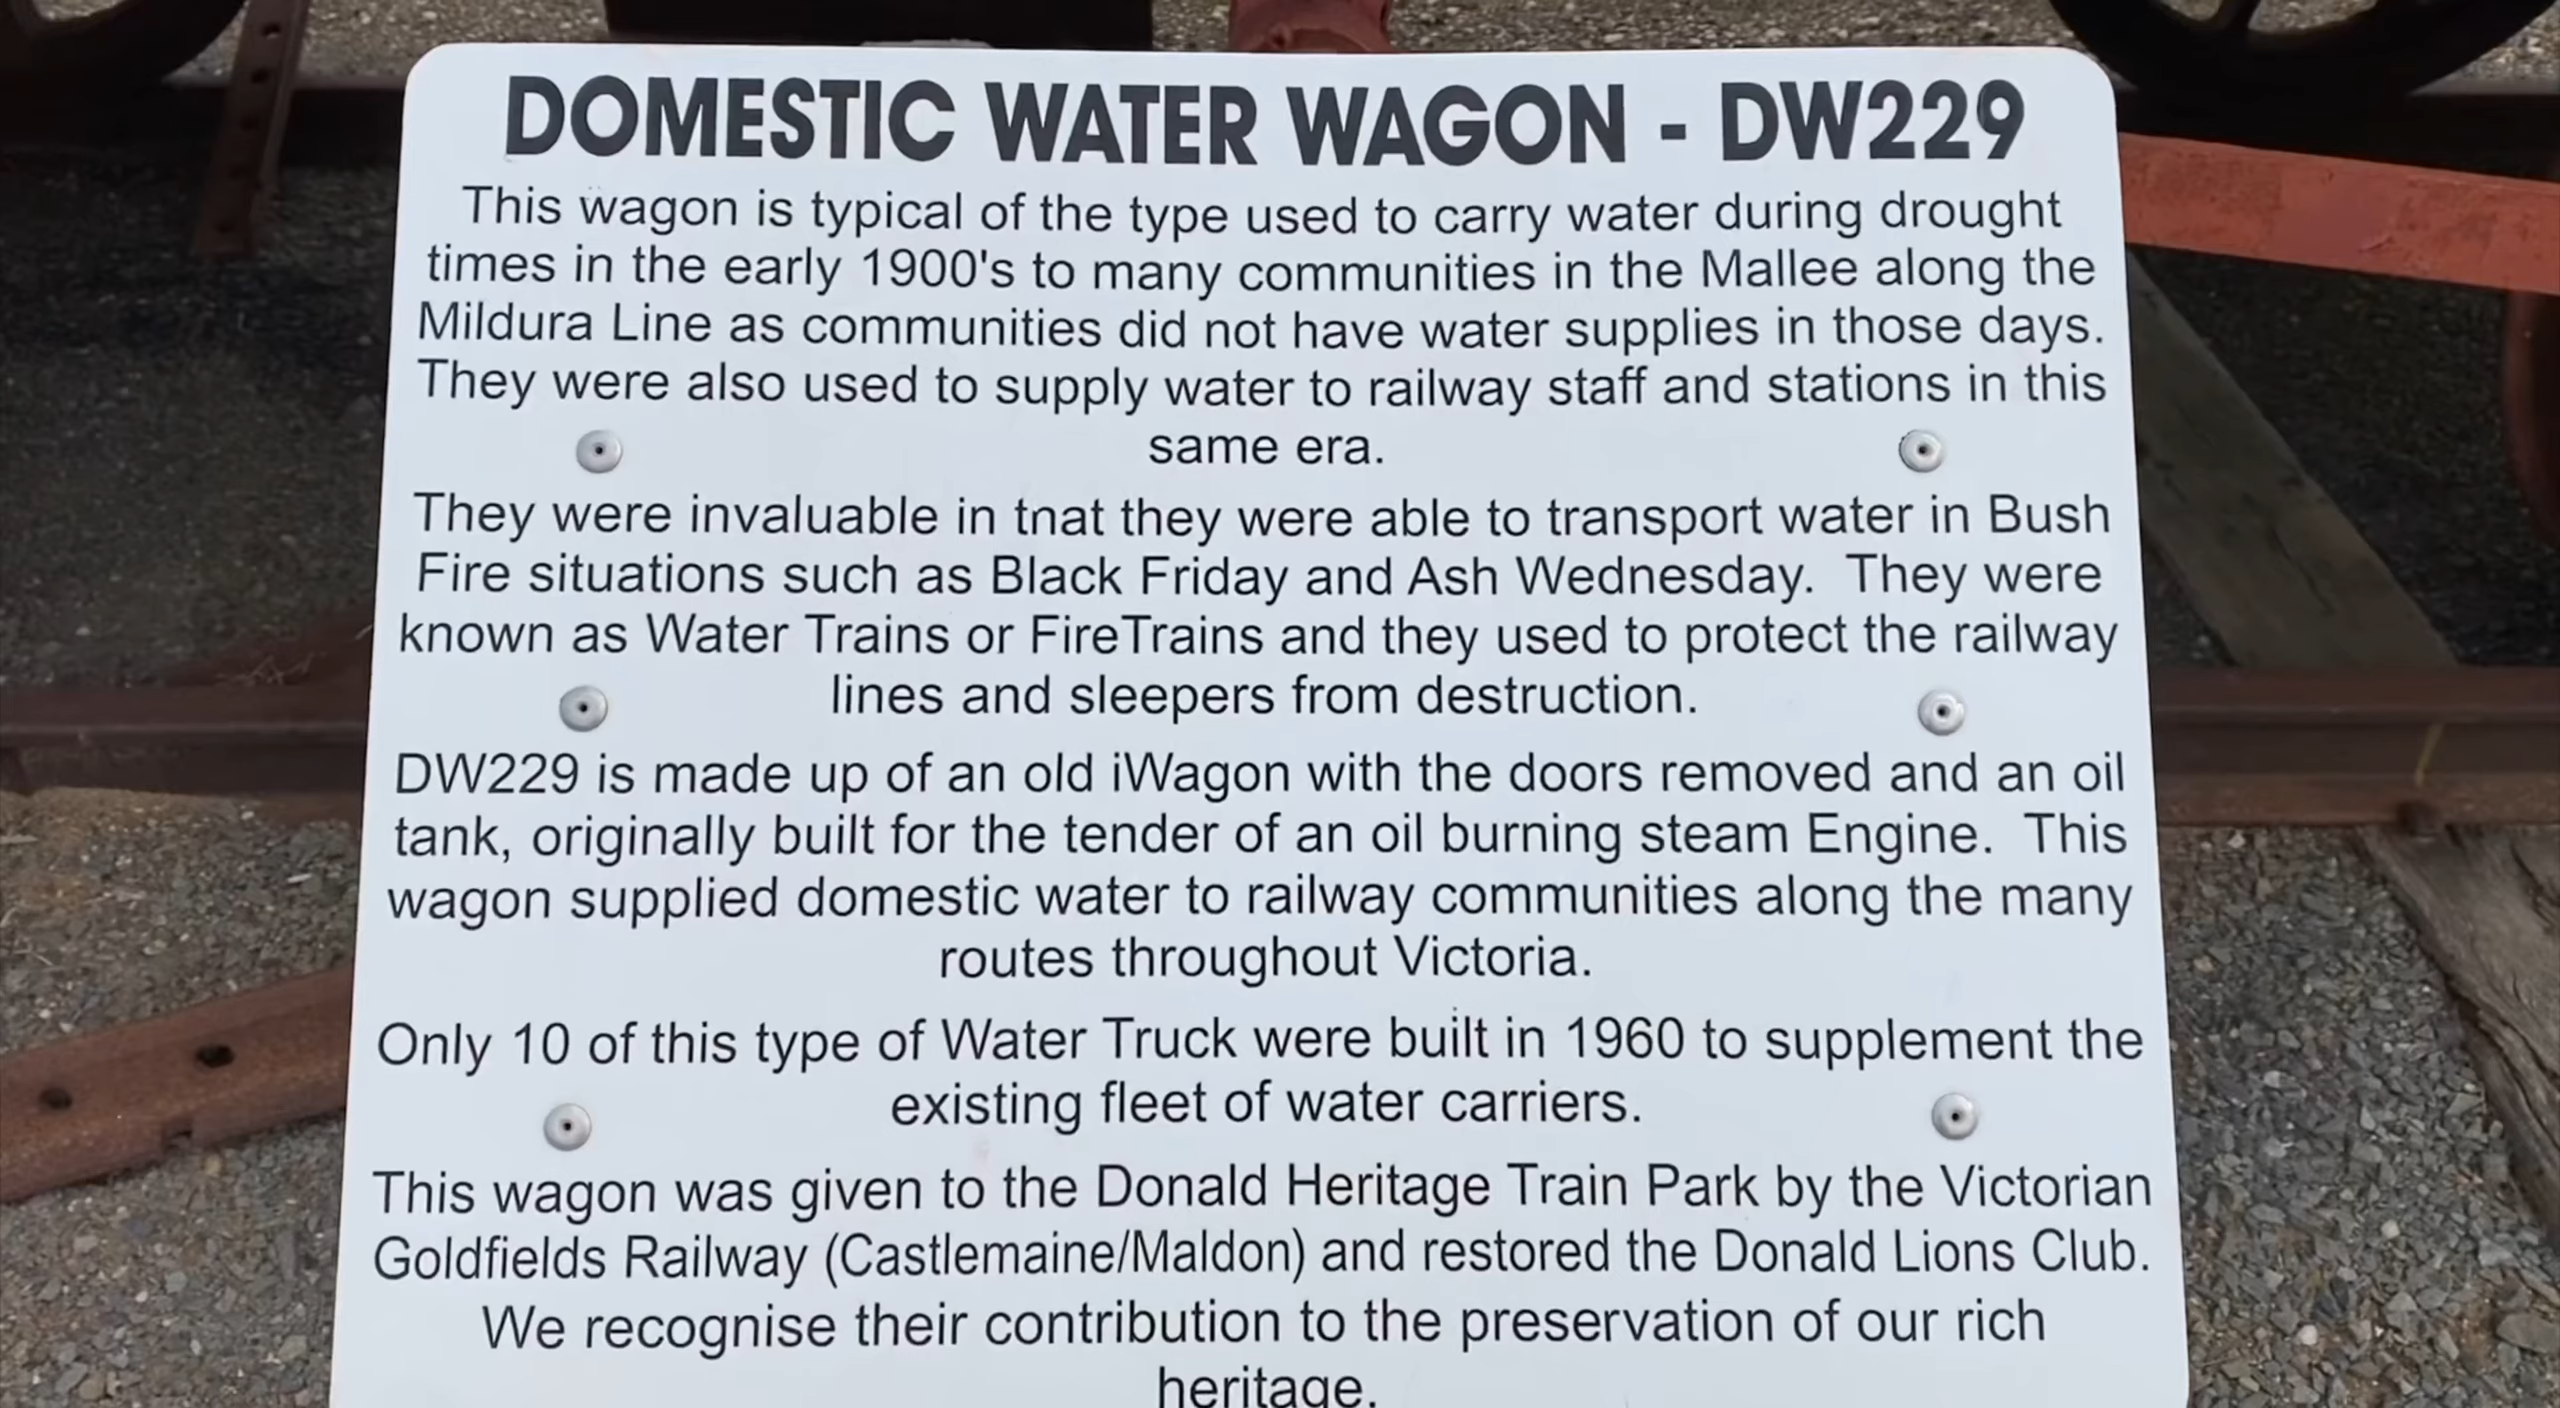 DOMESTIC WATER WAGON - DW229
This wagon is typical of the type used to carry water during drought
times in the early 1900's to many communities in the Mallee along the
Mildura Line as communities did not have water supplies in those days.
They were also used to supply water to railway staff and stations in this
same era.
They were invaluable in tnat they were able to transport water in Bush
Fire situations such as Black Friday and Ash Wednesday. They were
known as Water Trains or FireTrains and they used to protect the railway
lines and sleepers from destruction.
DW229 is made up of an old iWagon with the doors removed and an oil
tank, originally built for the tender of an oil burning steam Engine. This
wagon supplied domestic water to railway communities along the many
routes throughout Victoria.
Only 10 of this type of Water Truck were built in 1960 to supplement the
existing fleet of water carriers.
This wagon was given to the Donald Heritage Train Park by the Victorian
Goldfields Railway (Castlemaine/Maldon) and restored the Donald Lions Club.
We recognise their contribution to the preservation of our rich
heritage.